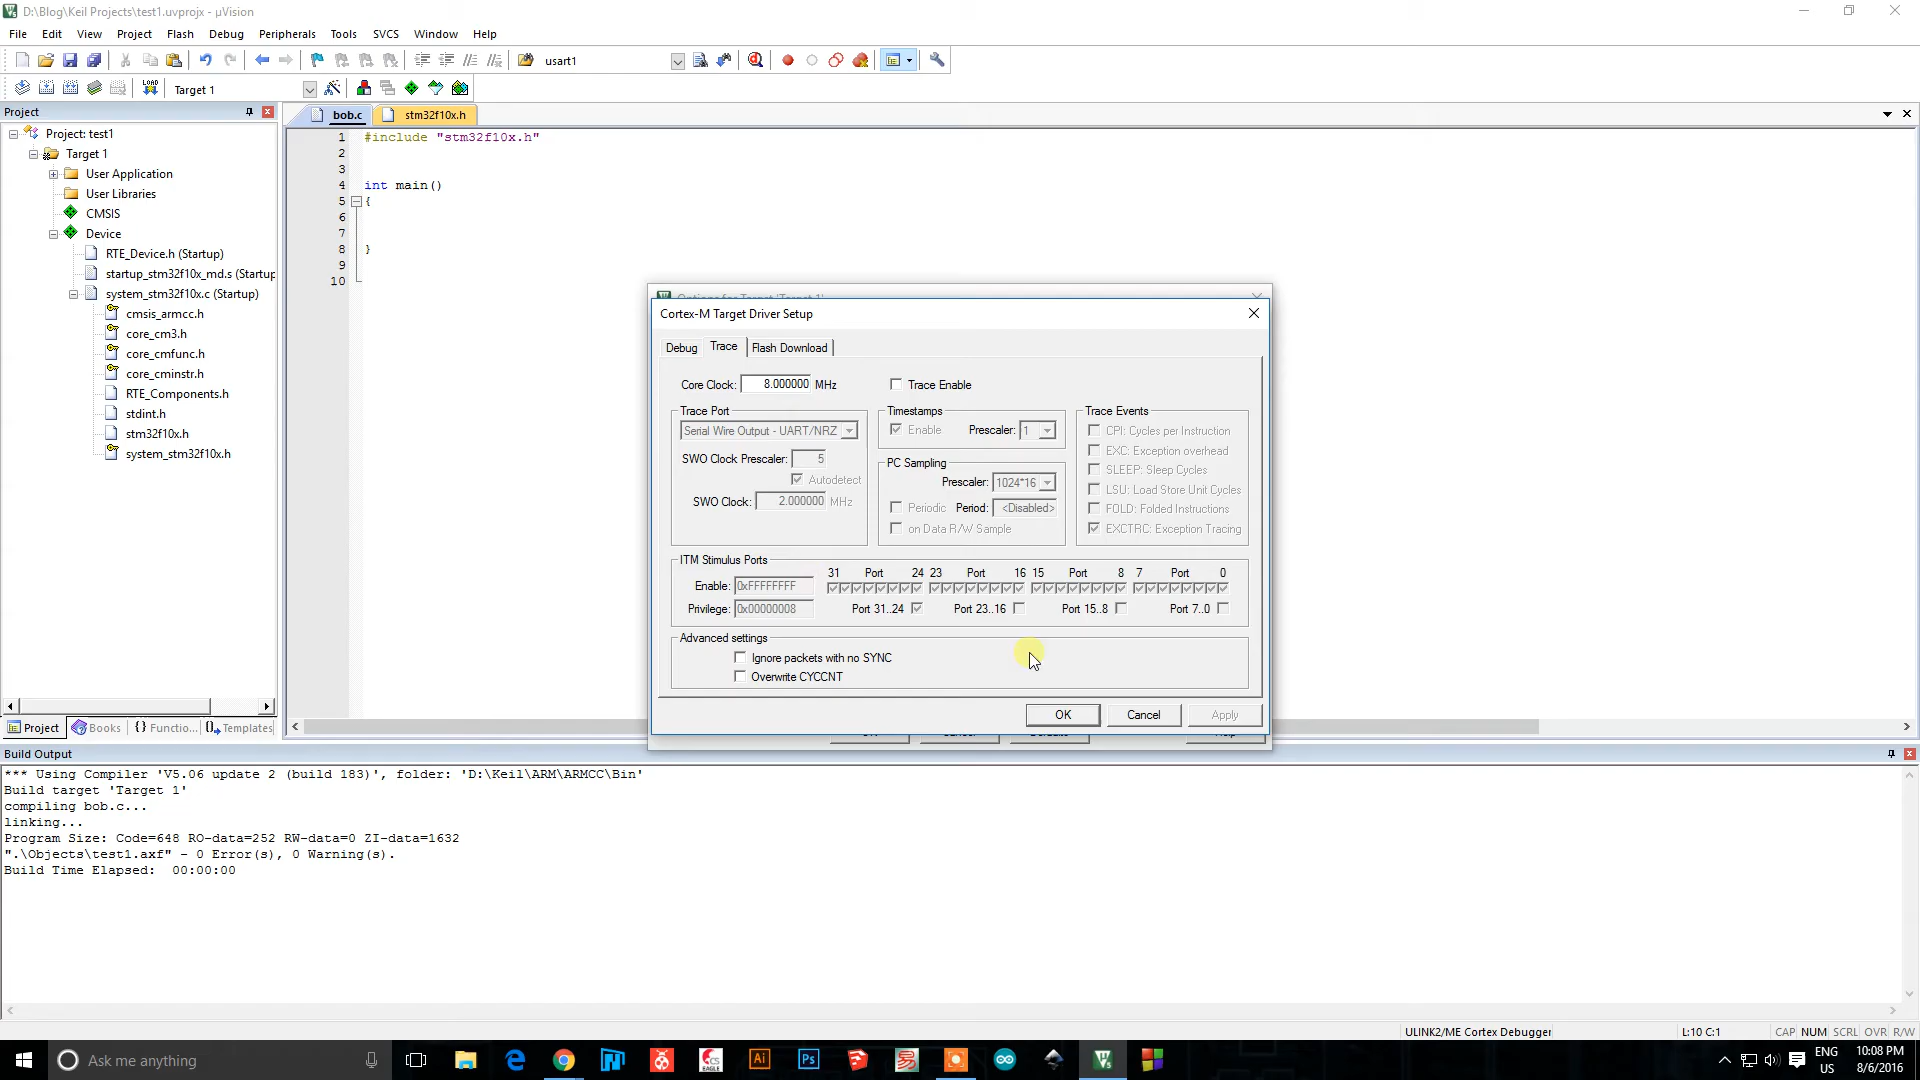 D:\Blog\Keil Projects\test1.uvprojx - µVision
File Edit View Project Flash Debug Peripherals Tools SVCS Window Help
usart1
LOAD Target 1
Project
bob.c stm32f10x.h
Project: test1
Target 1
User Application
User Libraries
CMSIS
Device
RTE_Device.h (Startup)
startup_stm32f10x_md.s (Startup
system_stm32f10x.c (Startup)
cmsis_armcc.h
core_cm3.h
core_cmfunc.h
core_cminstr.h
RTE_Components.h
stdint.h
stm32f10x.h
system_stm32f10x.h
Project Books Functio... Templates
1 #include "stm32f10x.h"
2
3
4 int main()
5 {
6
7
8 }
9
10
Options for Target 'Target 1'
Cortex-M Target Driver Setup
Debug Trace Flash Download
Core Clock: 8.000000 MHz
Trace Enable
Trace Port
Serial Wire Output - UART/NRZ
SWO Clock Prescaler: 5
Autodetect
SWO Clock: 2.000000 MHz
Timestamps
Enable Prescaler: 1
PC Sampling
Prescaler: 1024*16
Periodic Period: <Disabled>
on Data R/W Sample
Trace Events
CPI: Cycles per Instruction
EXC: Exception overhead
SLEEP: Sleep Cycles
LSU: Load Store Unit Cycles
FOLD: Folded Instructions
EXCTRC: Exception Tracing
ITM Stimulus Ports
31 Port 24 23 Port 16 15 Port 8 7 Port 0
Enable: 0xFFFFFFFF
Privilege: 0x00000008 Port 31..24 Port 23..16 Port 15..8 Port 7..0
Advanced settings
Ignore packets with no SYNC
Overwrite CYCCNT
OK Cancel Apply
Build Output
*** Using Compiler 'V5.06 update 2 (build 183)', folder: 'D:\Keil\ARM\ARMCC\Bin'
Build target 'Target 1'
compiling bob.c...
linking...
Program Size: Code=648 RO-data=252 RW-data=0 ZI-data=1632
".\Objects\test1.axf" - 0 Error(s), 0 Warning(s).
Build Time Elapsed:  00:00:00
ULINK2/ME Cortex Debugger L:10 C:1 CAP NUM SCRL OVR R/W
Ask me anything
EAGLE Ai Ps
ENG
US
10:08 PM
8/6/2016